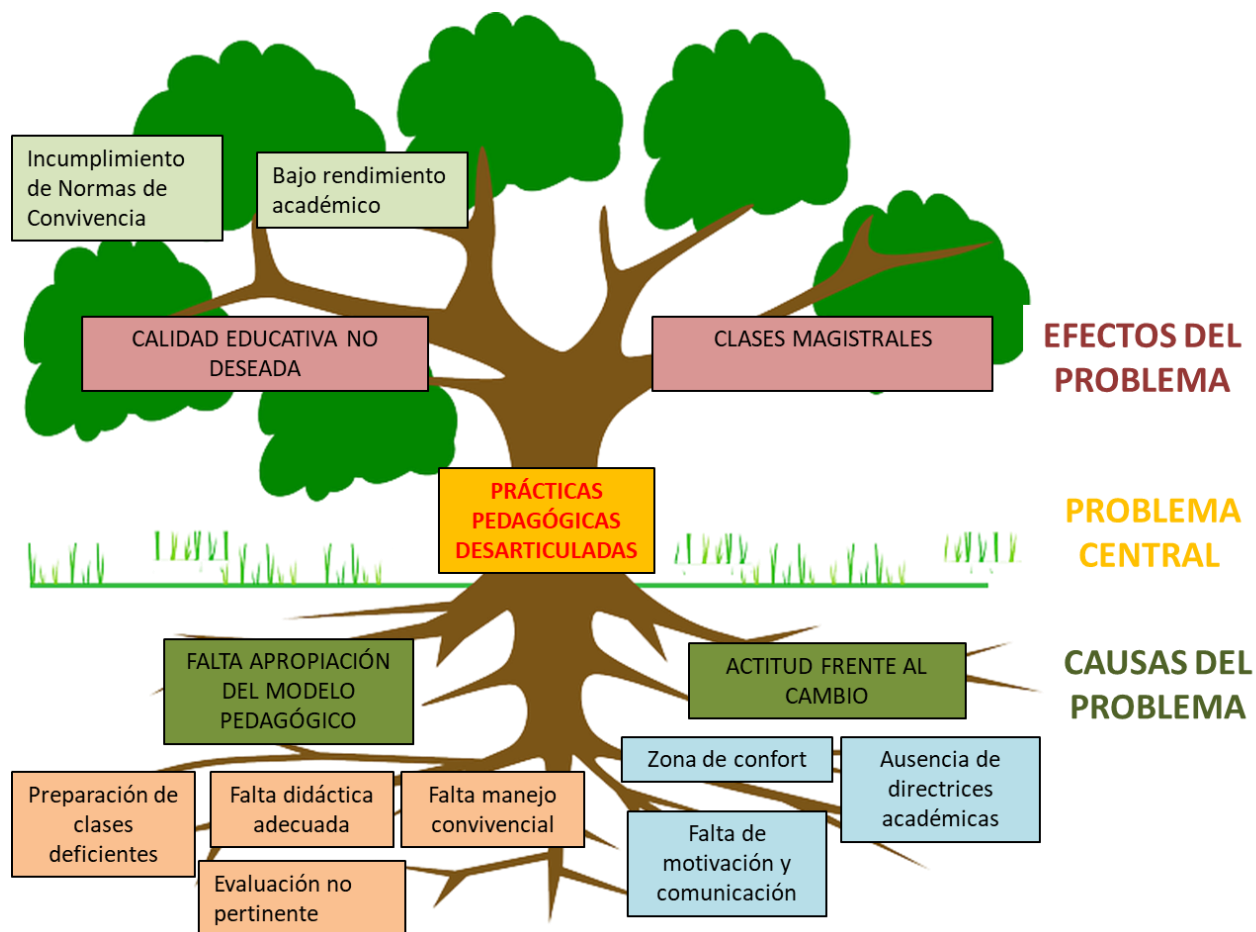 Incumplimiento
de Normas de
Convivencia
Bajo rendimiento
académico
CALIDAD EDUCATIVA NO
DESEADA
CLASES MAGISTRALES
EFECTOS DEL
PROBLEMA
PRÁCTICAS
PEDAGÓGICAS
DESARTICULADAS
PROBLEMA
CENTRAL
FALTA APROPIACIÓN
DEL MODELO
PEDAGÓGICO
ACTITUD FRENTE AL
CAMBIO
CAUSAS DEL
PROBLEMA
Preparación de
clases
deficientes
Falta didáctica
adecuada
Falta manejo
convivencial
Evaluación no
pertinente
Zona de confort
Ausencia de
directrices
académicas
Falta de
motivación y
comunicación